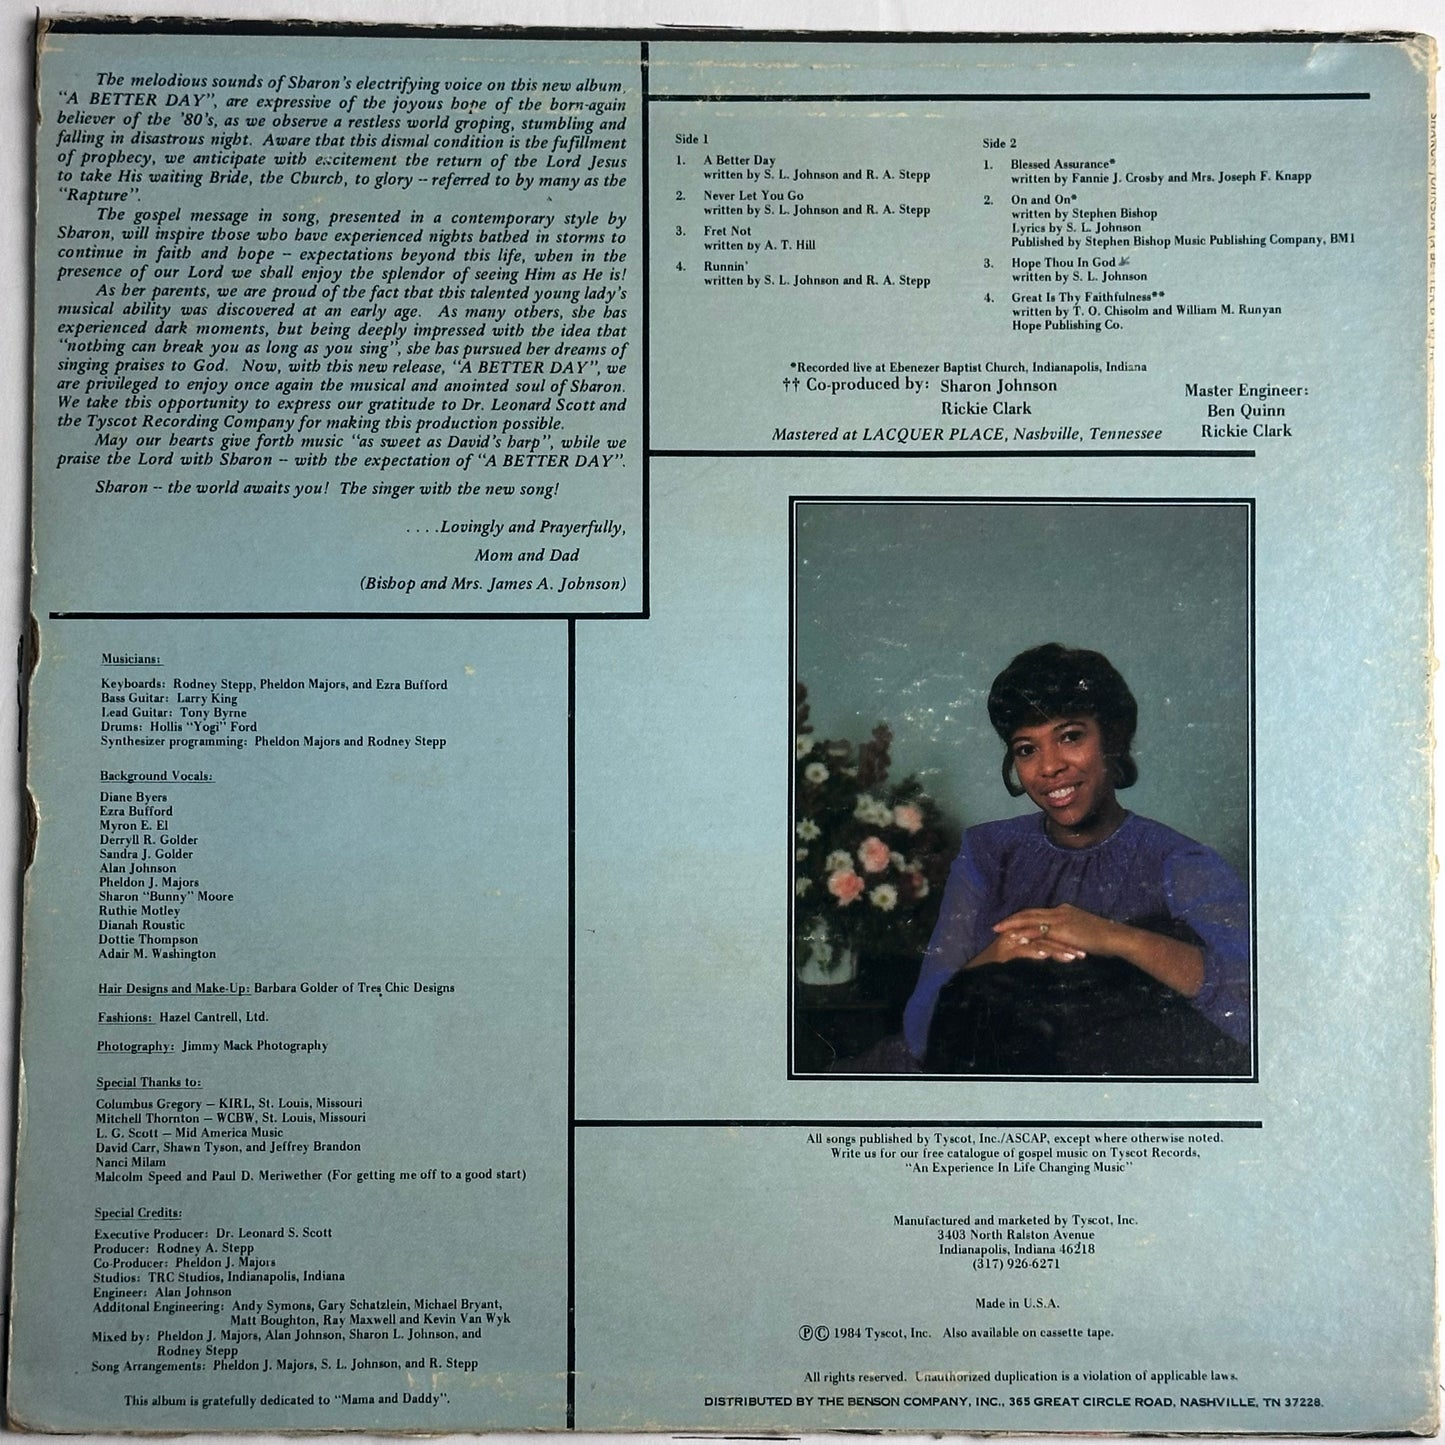 The melodious sounds of Sharon's electrifying voice on this new album,
"A BETTER DAY", are expressive of the joyous hope of the born-again
believer of the '80's, as we observe a restless world groping, stumbling and
falling in disastrous night. Aware that this dismal condition is the fufillment
of prophecy, we anticipate with excitement the return of the Lord Jesus
to take His waiting Bride, the Church, to glory -- referred to by many as the
"Rapture".
The gospel message in song, presented in a contemporary style by
Sharon, will inspire those who have experienced nights bathed in storms to
continue in faith and hope -- expectations beyond this life, when in the
presence of our Lord we shall enjoy the splendor of seeing Him as He is!
As her parents, we are proud of the fact that this talented young lady's
musical ability was discovered at an early age. As many others, she has
experienced dark moments, but being deeply impressed with the idea that
"nothing can break you as long as you sing", she has pursued her dreams of
singing praises to God. Now, with this new release, "A BETTER DAY", we
are privileged to enjoy once again the musical and anointed soul of Sharon.
We take this opportunity to express our gratitude to Dr. Leonard Scott and
the Tyscot Recording Company for making this production possible.
May our hearts give forth music "as sweet as David's harp", while we
praise the Lord with Sharon -- with the expectation of "A BETTER DAY".
Sharon -- the world awaits you! The singer with the new song!
. . . .Lovingly and Prayerfully,
Mom and Dad
(Bishop and Mrs. James A. Johnson)
Side 1
1. A Better Day
written by S. L. Johnson and R. A. Stepp
2. Never Let You Go
written by S. L. Johnson and R. A. Stepp
3. Fret Not
written by A. T. Hill
4. Runnin'
written by S. L. Johnson and R. A. Stepp
Side 2
1. Blessed Assurance*
written by Fannie J. Crosby and Mrs. Joseph F. Knapp
2. On and On*
written by Stephen Bishop
Lyrics by S. L. Johnson
Published by Stephen Bishop Music Publishing Company, BMI
3. Hope Thou In God
written by S. L. Johnson
4. Great Is Thy Faithfulness**
written by T. O. Chisolm and William M. Runyan
Hope Publishing Co.
*Recorded live at Ebenezer Baptist Church, Indianapolis, Indiana
†† Co-produced by: Sharon Johnson
Rickie Clark
Master Engineer:
Ben Quinn
Rickie Clark
Mastered at LACQUER PLACE, Nashville, Tennessee
Musicians:
Keyboards: Rodney Stepp, Pheldon Majors, and Ezra Bufford
Bass Guitar: Larry King
Lead Guitar: Tony Byrne
Drums: Hollis "Yogi" Ford
Synthesizer programming: Pheldon Majors and Rodney Stepp
Background Vocals:
Diane Byers
Ezra Bufford
Myron E. El
Derryll R. Golder
Sandra J. Golder
Alan Johnson
Pheldon J. Majors
Sharon "Bunny" Moore
Ruthie Motley
Dianah Roustic
Dottie Thompson
Adair M. Washington
Hair Designs and Make-Up: Barbara Golder of Tres Chic Designs
Fashions: Hazel Cantrell, Ltd.
Photography: Jimmy Mack Photography
Special Thanks to:
Columbus Gregory — KIRL, St. Louis, Missouri
Mitchell Thornton — WCBW, St. Louis, Missouri
L. G. Scott — Mid America Music
David Carr, Shawn Tyson, and Jeffrey Brandon
Nanci Milam
Malcolm Speed and Paul D. Meriwether (For getting me off to a good start)
Special Credits:
Executive Producer: Dr. Leonard S. Scott
Producer: Rodney A. Stepp
Co-Producer: Pheldon J. Majors
Studios: TRC Studios, Indianapolis, Indiana
Engineer: Alan Johnson
Additonal Engineering: Andy Symons, Gary Schatzlein, Michael Bryant,
Matt Boughton, Ray Maxwell and Kevin Van Wyk
Mixed by: Pheldon J. Majors, Alan Johnson, Sharon L. Johnson, and
Rodney Stepp
Song Arrangements: Pheldon J. Majors, S. L. Johnson, and R. Stepp
This album is gratefully dedicated to "Mama and Daddy".
All songs published by Tyscot, Inc./ASCAP, except where otherwise noted.
Write us for our free catalogue of gospel music on Tyscot Records,
"An Experience In Life Changing Music"
Manufactured and marketed by Tyscot, Inc.
3403 North Ralston Avenue
Indianapolis, Indiana 46218
(317) 926-6271
Made in U.S.A.
Ⓟ© 1984 Tyscot, Inc. Also available on cassette tape.
All rights reserved. Unauthorized duplication is a violation of applicable laws.
DISTRIBUTED BY THE BENSON COMPANY, INC., 365 GREAT CIRCLE ROAD, NASHVILLE, TN 37228.